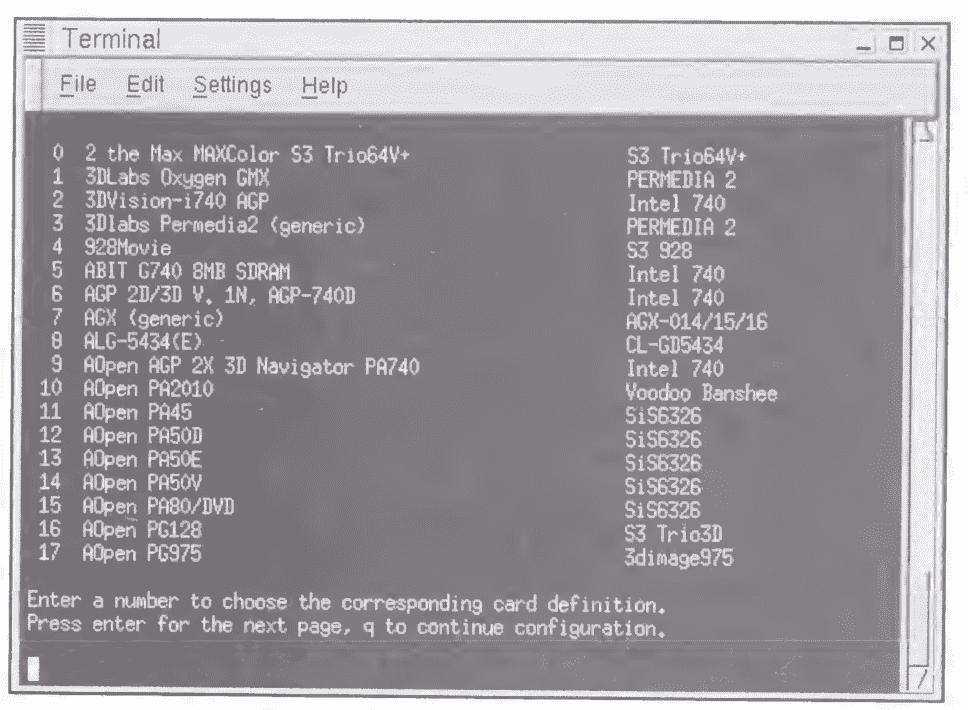 Terminal
File Edit Settings Help
0 2 the Max MAXColor S3 Trio64V+ S3 Trio64V+
1 3DLabs Oxygen GMX PERMEDIA 2
2 3DVision-i740 AGP Intel 740
3 3Dlabs Permedia2 (generic) PERMEDIA 2
4 928Movie S3 928
5 ABIT G740 8MB SDRAM Intel 740
6 AGP 2D/3D V. 1N, AGP-740D Intel 740
7 AGX (generic) AGX-014/15/16
8 ALG-5434(E) CL-GD5434
9 AOpen AGP 2X 3D Navigator PA740 Intel 740
10 AOpen PA2010 Voodoo Banshee
11 AOpen PA45 SiS6326
12 AOpen PA50D SiS6326
13 AOpen PA50E SiS6326
14 AOpen PA50V SiS6326
15 AOpen PA80/DVD SiS6326
16 AOpen PG128 S3 Trio3D
17 AOpen PG975 3dimage975
Enter a number to choose the corresponding card definition.
Press enter for the next page, q to continue configuration.